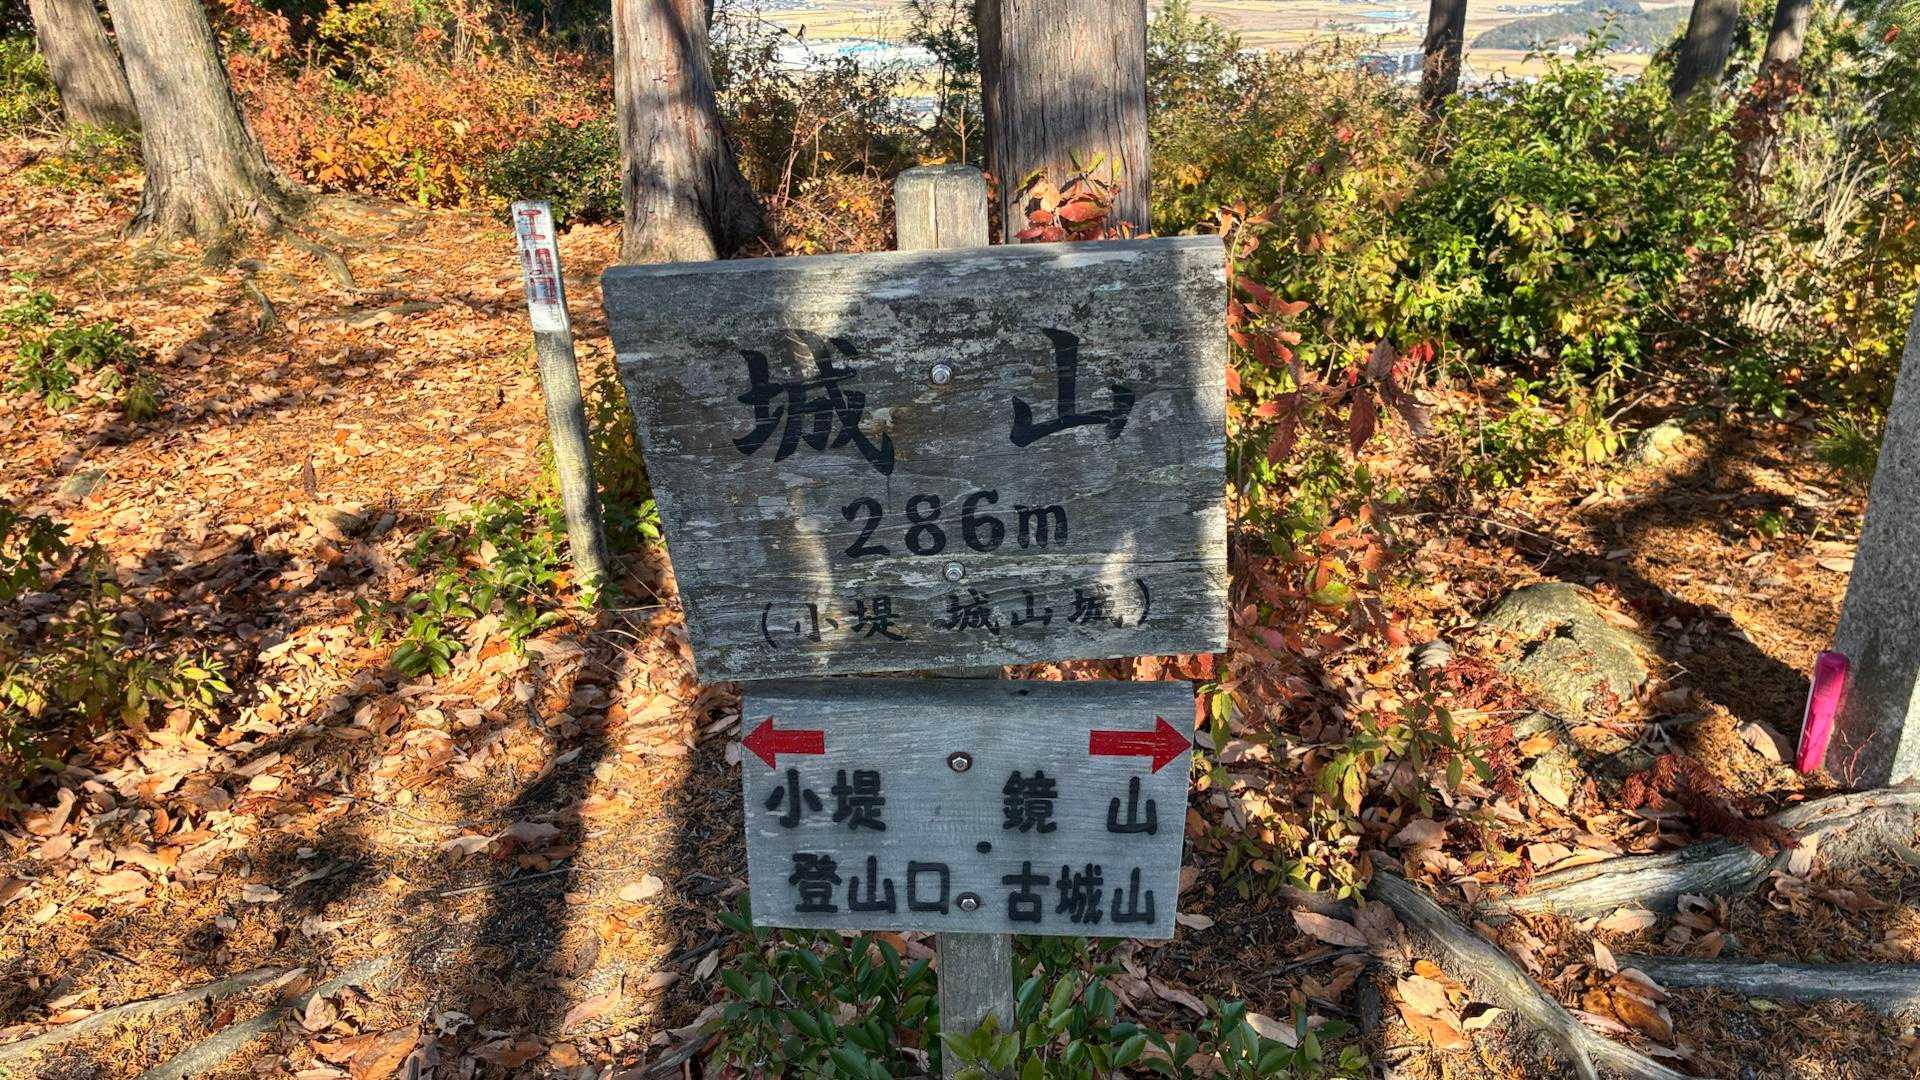 城山
286m
(小堤 城山城)
小堤 鏡山
登山口 古城山